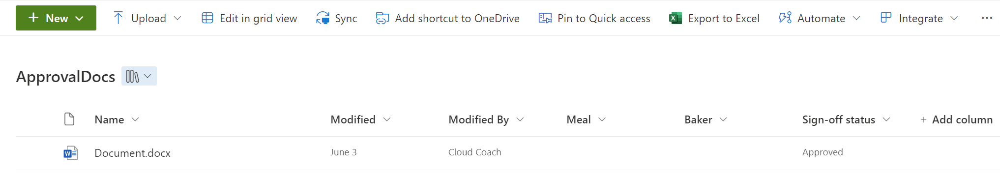 + New Upload Edit in grid view Sync Add shortcut to OneDrive Pin to Quick access Export to Excel Automate Integrate ...
ApprovalDocs
Name Modified Modified By Meal Baker Sign-off status + Add column
Document.docx June 3 Cloud Coach Approved